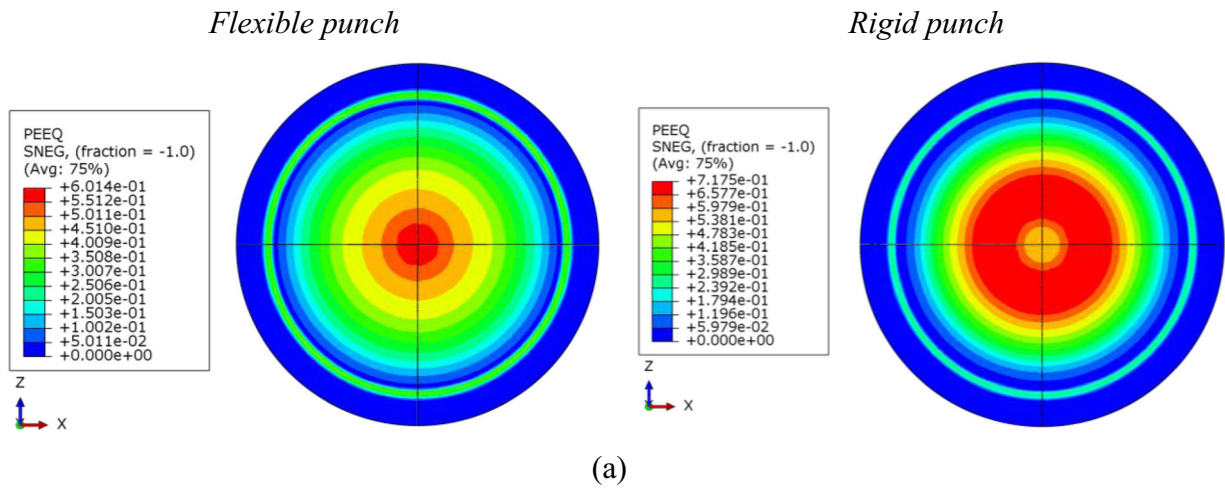 Flexible punch
Rigid punch
PEEQ
SNEG, (fraction = -1.0)
(Avg: 75%)
+6.014e-01
+5.512e-01
+5.011e-01
+4.510e-01
+4.009e-01
+3.508e-01
+3.007e-01
+2.506e-01
+2.005e-01
+1.503e-01
+1.002e-01
+5.011e-02
+0.000e+00
Z
X
PEEQ
SNEG, (fraction = -1.0)
(Avg: 75%)
+7.175e-01
+6.577e-01
+5.979e-01
+5.381e-01
+4.783e-01
+4.185e-01
+3.587e-01
+2.989e-01
+2.392e-01
+1.794e-01
+1.196e-01
+5.979e-02
+0.000e+00
Z
X
(a)